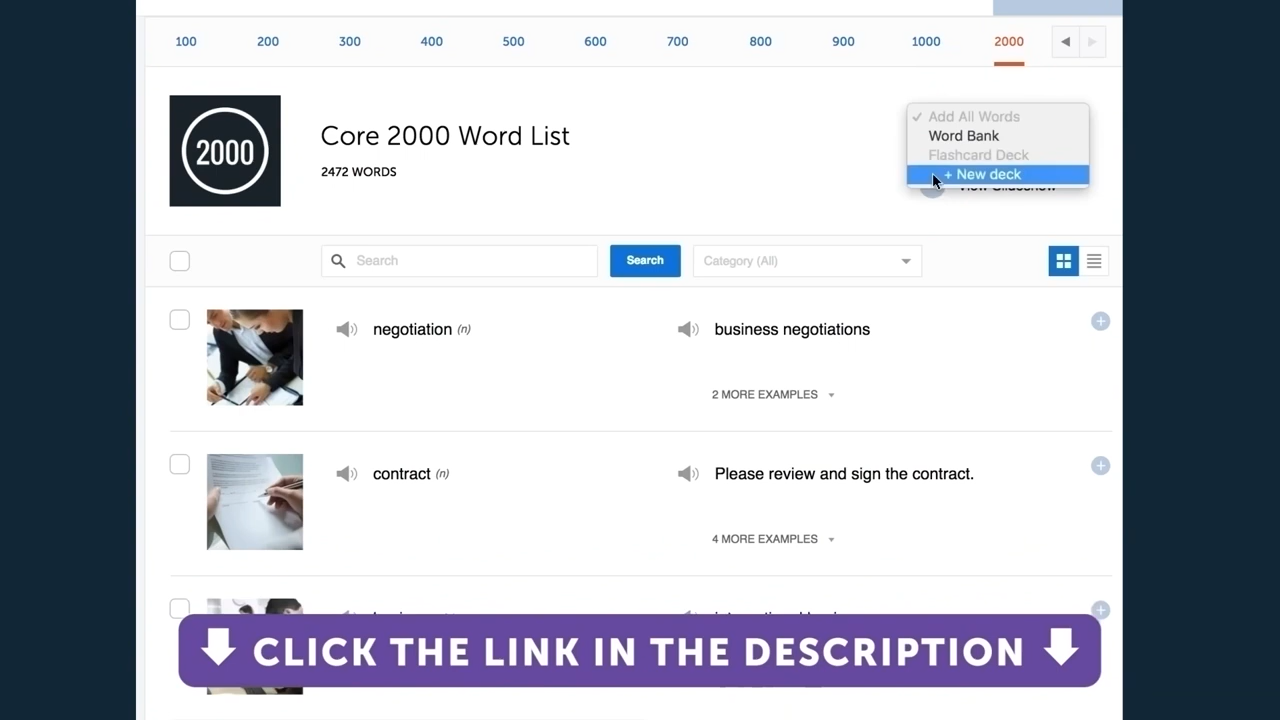 100 200 300 400 500 600 700 800 900 1000 2000
2000
Core 2000 Word List
2472 WORDS
✓ Add All Words
Word Bank
Flashcard Deck
+ New deck
View Slideshow
Search
Search
Category (All)
negotiation (n)
business negotiations
2 MORE EXAMPLES
contract (n)
Please review and sign the contract.
4 MORE EXAMPLES
CLICK THE LINK IN THE DESCRIPTION